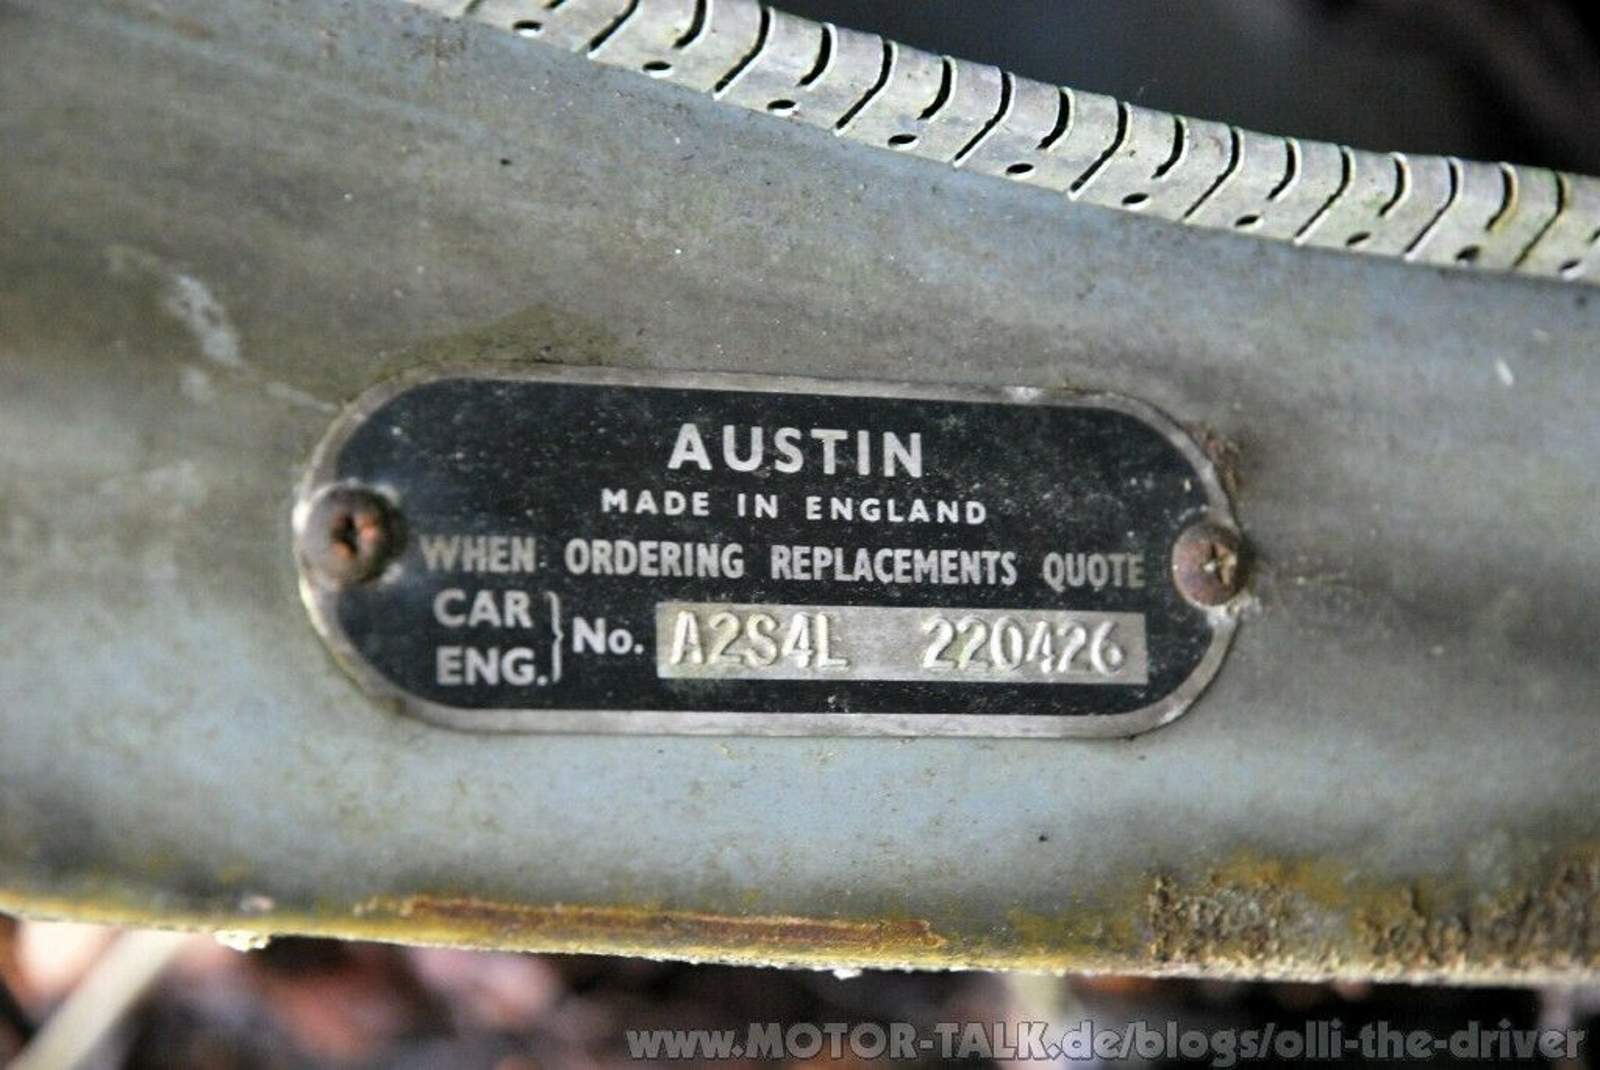 AUSTIN
MADE IN ENGLAND
WHEN ORDERING REPLACEMENTS QUOTE
CAR
ENG. } No. A2S4L 220426
www.MOTOR-TALK.de/blogs/olli-the-driver